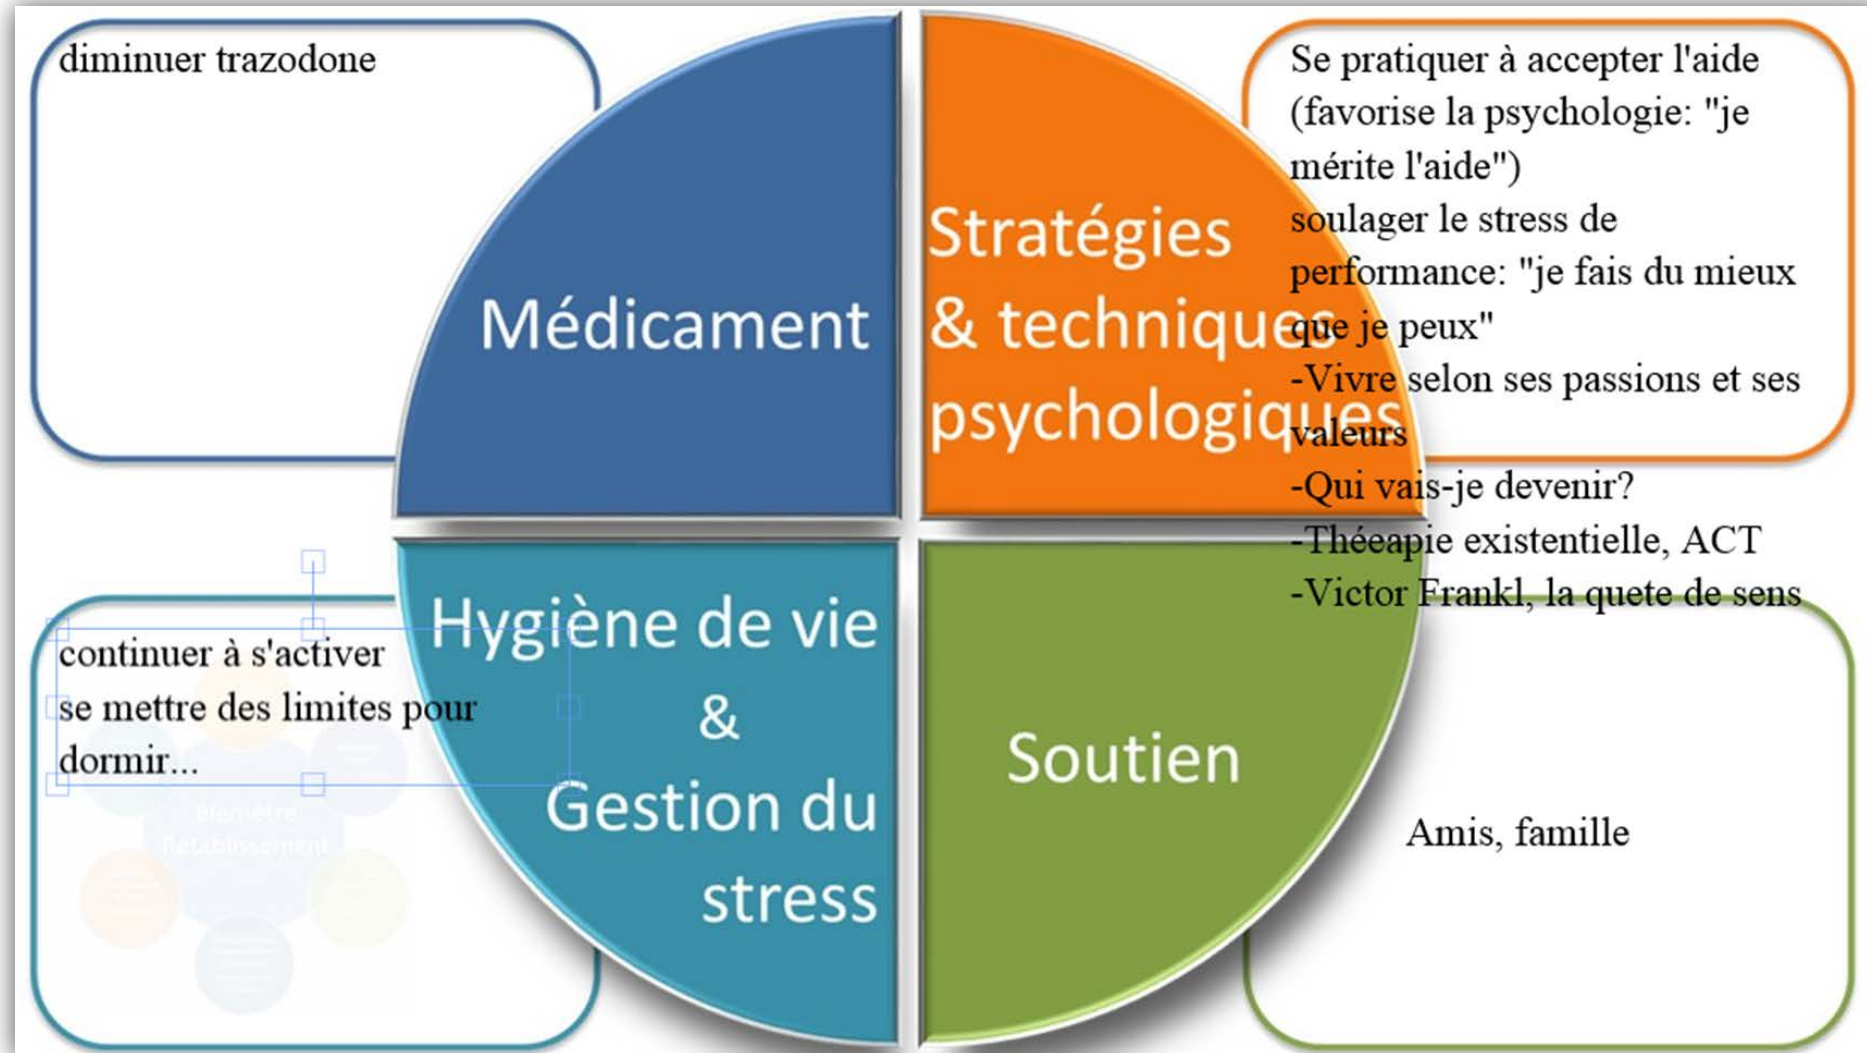 diminuer trazodone
Médicament
Stratégies
& techniques
psychologiques
Se pratiquer à accepter l'aide
(favorise la psychologie: "je
mérite l'aide")
soulager le stress de
performance: "je fais du mieux
que je peux"
-Vivre selon ses passions et ses
valeurs
-Qui vais-je devenir?
-Théeapie existentielle, ACT
-Victor Frankl, la quete de sens
continuer à s'activer
se mettre des limites pour
dormir...
Bien-être
Rétablissement
Hygiène de vie
&
Gestion du
stress
Soutien
Amis, famille